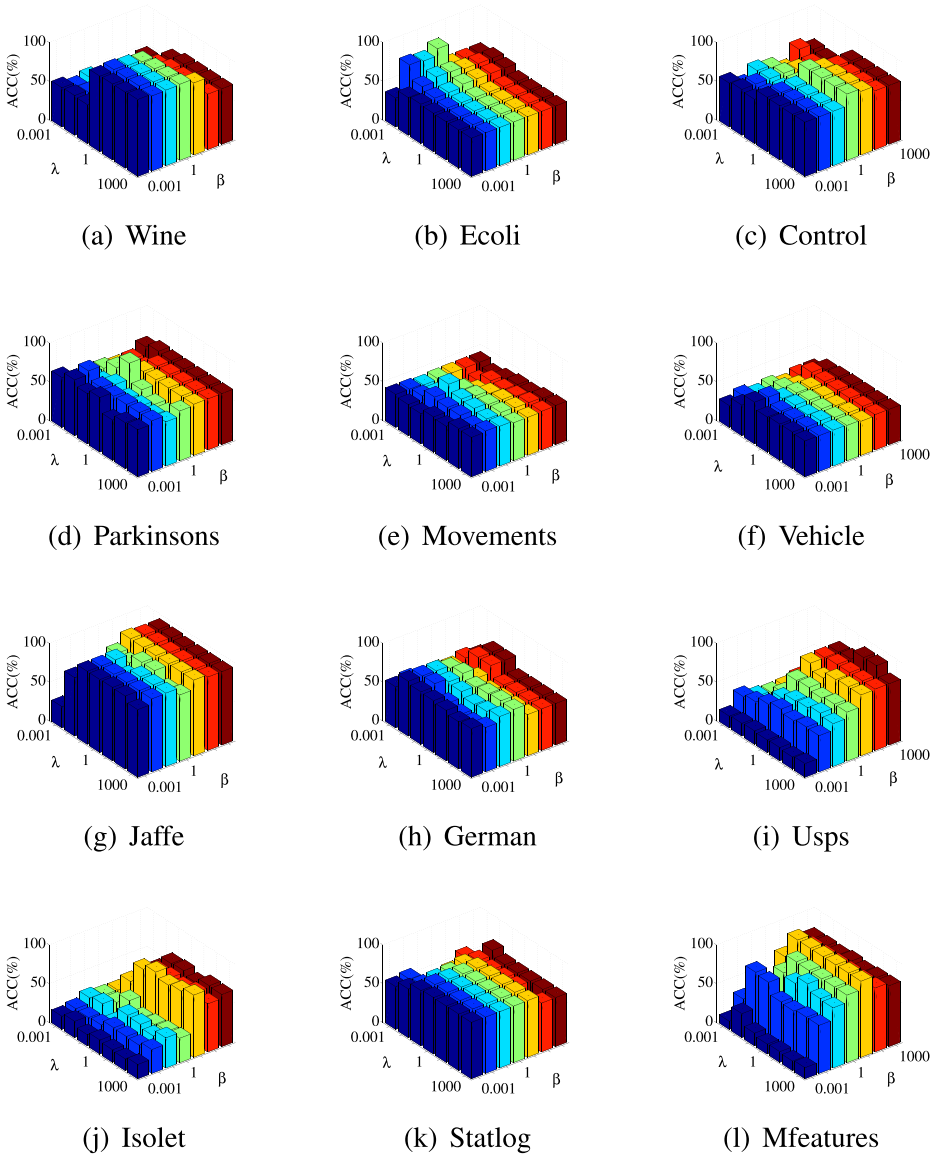 100
50
0
ACC(%)
0.001
λ
1
1000
0.001
1
β
(a) Wine
100
50
0
ACC(%)
0.001
λ
1
1000
0.001
1
β
(b) Ecoli
100
50
0
ACC(%)
0.001
λ
1
1000
0.001
1
β
1000
(c) Control
100
50
0
ACC(%)
0.001
λ
1
1000
0.001
1
β
(d) Parkinsons
100
50
0
ACC(%)
0.001
λ
1
1000
0.001
1
β
(e) Movements
100
50
0
ACC(%)
0.001
λ
1
1000
0.001
1
β
1000
(f) Vehicle
100
50
0
ACC(%)
0.001
λ
1
1000
0.001
1
β
(g) Jaffe
100
50
0
ACC(%)
0.001
λ
1
1000
0.001
1
β
(h) German
100
50
0
ACC(%)
0.001
λ
1
1000
0.001
1
β
1000
(i) Usps
100
50
0
ACC(%)
0.001
λ
1
1000
0.001
1
β
(j) Isolet
100
50
0
ACC(%)
0.001
λ
1
1000
0.001
1
β
(k) Statlog
100
50
0
ACC(%)
0.001
λ
1
1000
0.001
1
β
1000
(l) Mfeatures